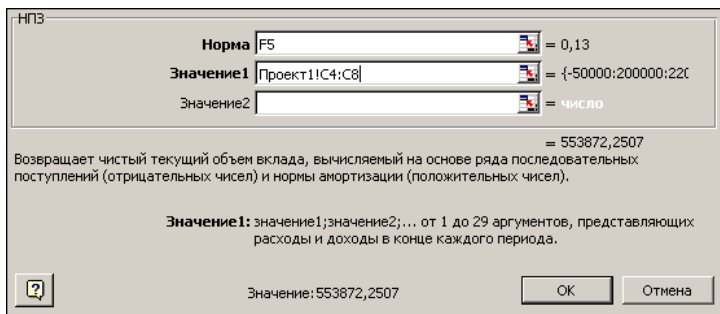 НПЗ
Норма F5 = 0,13
Значение1 Проект1!C4:C8 = {-50000:200000:220
Значение2 = число
= 553872,2507
Возвращает чистый текущий объем вклада, вычисляемый на основе ряда последовательных
поступлений (отрицательных чисел) и нормы амортизации (положительных чисел).
Значение1: значение1;значение2;... от 1 до 29 аргументов, представляющих
расходы и доходы в конце каждого периода.
? Значение:553872,2507 OK Отмена